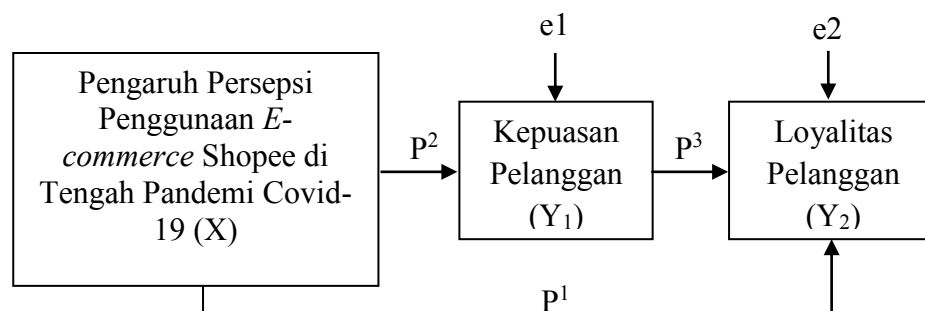 e1
e2
Pengaruh Persepsi
Penggunaan E-
commerce Shopee di
Tengah Pandemi Covid-
19 (X)
P²
Kepuasan
Pelanggan
(Y₁)
P³
Loyalitas
Pelanggan
(Y₂)
P¹